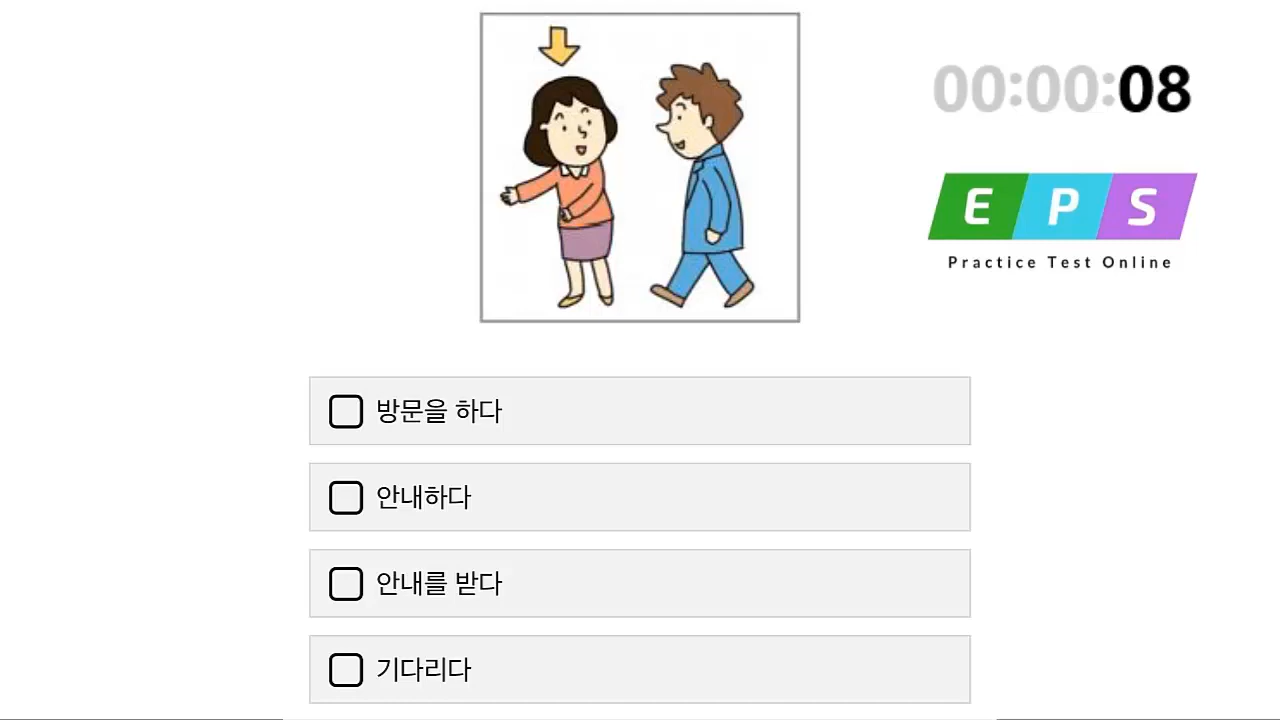 00:00:08
EPS
Practice Test Online
방문을 하다
안내하다
안내를 받다
기다리다